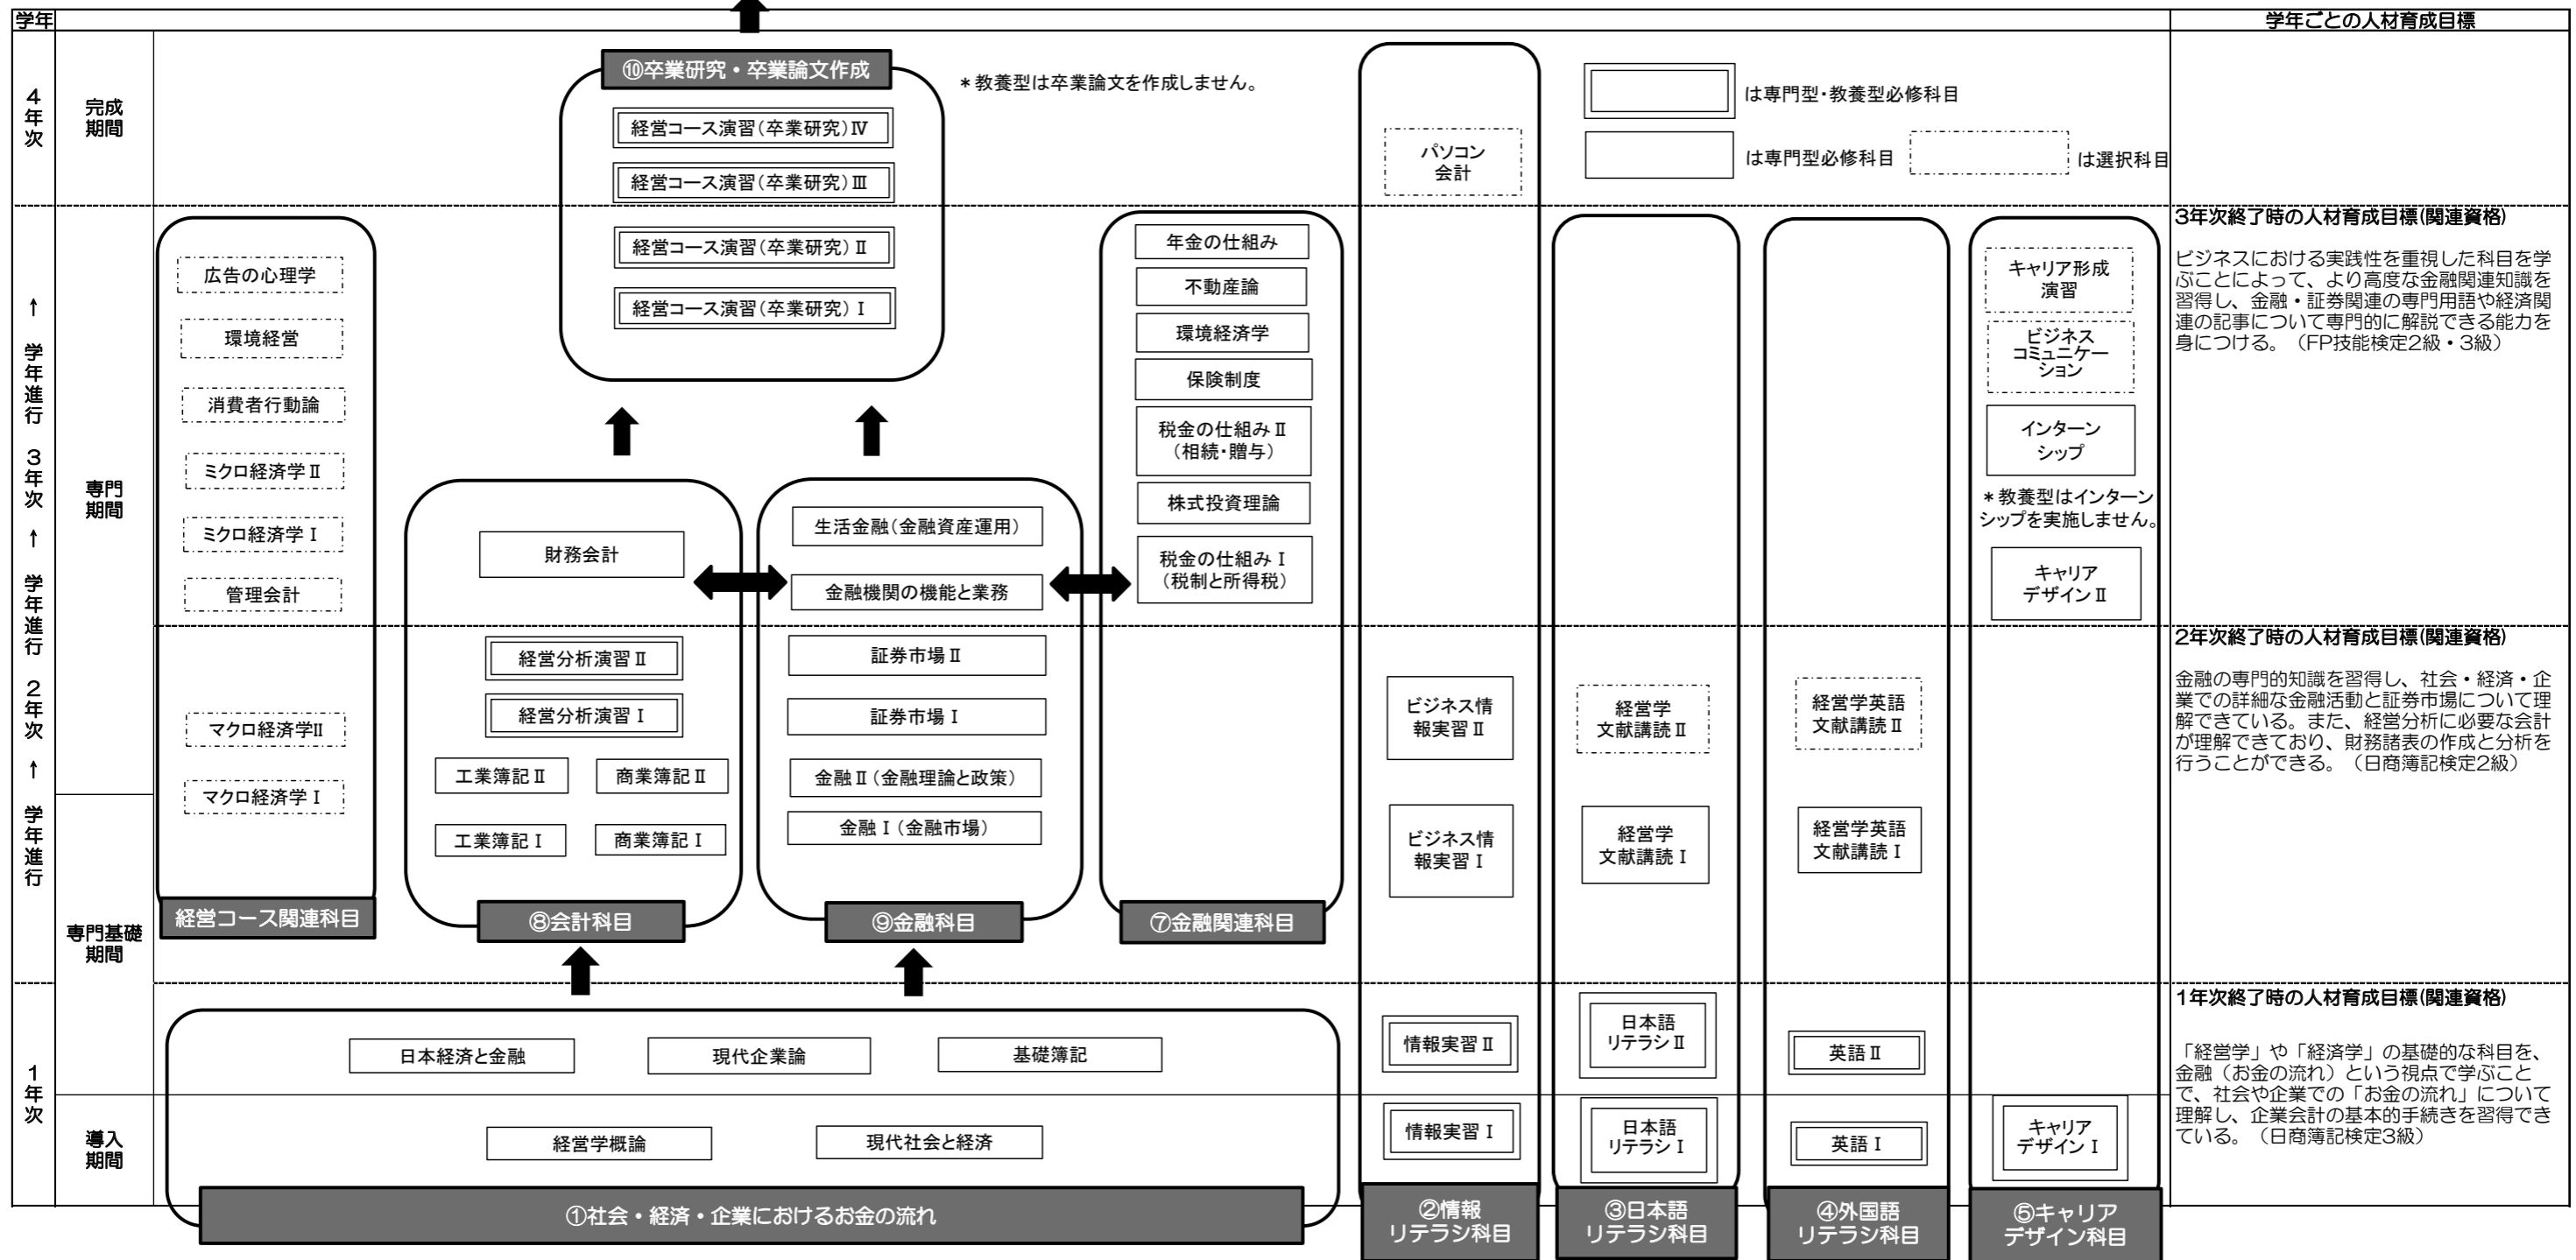 学年
学年ごとの人材育成目標
4年次
完成
期間
⑩卒業研究・卒業論文作成
＊教養型は卒業論文を作成しません。
経営コース演習(卒業研究)Ⅳ
経営コース演習(卒業研究)Ⅲ
パソコン
会計
は専門型・教養型必修科目
は専門型必修科目
は選択科目
↑ 学年進行 3年次 ↑ 学年進行 2年次 ↑ 学年進行
専門
期間
広告の心理学
環境経営
消費者行動論
ミクロ経済学Ⅱ
ミクロ経済学Ⅰ
管理会計
マクロ経済学Ⅱ
マクロ経済学Ⅰ
経営コース関連科目
経営コース演習(卒業研究)Ⅱ
経営コース演習(卒業研究)Ⅰ
財務会計
経営分析演習Ⅱ
経営分析演習Ⅰ
工業簿記Ⅱ
商業簿記Ⅱ
工業簿記Ⅰ
商業簿記Ⅰ
⑧会計科目
生活金融(金融資産運用)
金融機関の機能と業務
証券市場Ⅱ
証券市場Ⅰ
金融Ⅱ(金融理論と政策)
金融Ⅰ(金融市場)
⑨金融科目
年金の仕組み
不動産論
環境経済学
保険制度
税金の仕組みⅡ
(相続・贈与)
株式投資理論
税金の仕組みⅠ
(税制と所得税)
⑦金融関連科目
ビジネス情
報実習Ⅱ
ビジネス情
報実習Ⅰ
経営学
文献講読Ⅱ
経営学
文献講読Ⅰ
経営学英語
文献講読Ⅱ
経営学英語
文献講読Ⅰ
キャリア形成
演習
ビジネス
コミュニケー
ション
インターン
シップ
＊教養型はインターン
シップを実施しません。
キャリア
デザインⅡ
3年次終了時の人材育成目標(関連資格)
ビジネスにおける実践性を重視した科目を学
ぶことによって、より高度な金融関連知識を
習得し、金融・証券関連の専門用語や経済関
連の記事について専門的に解説できる能力を
身につける。（FP技能検定2級・3級）
2年次終了時の人材育成目標(関連資格)
金融の専門的知識を習得し、社会・経済・企
業での詳細な金融活動と証券市場について理
解できている。また、経営分析に必要な会計
が理解できており、財務諸表の作成と分析を
行うことができる。（日商簿記検定2級）
専門基礎
期間
1年次
導入
期間
日本経済と金融
現代企業論
基礎簿記
経営学概論
現代社会と経済
①社会・経済・企業におけるお金の流れ
情報実習Ⅱ
情報実習Ⅰ
②情報
リテラシ科目
日本語
リテラシⅡ
日本語
リテラシⅠ
③日本語
リテラシ科目
英語Ⅱ
英語Ⅰ
④外国語
リテラシ科目
キャリア
デザインⅠ
⑤キャリア
デザイン科目
1年次終了時の人材育成目標(関連資格)
「経営学」や「経済学」の基礎的な科目を、
金融（お金の流れ）という視点で学ぶこと
で、社会や企業での「お金の流れ」について
理解し、企業会計の基本的手続きを習得でき
ている。（日商簿記検定3級）